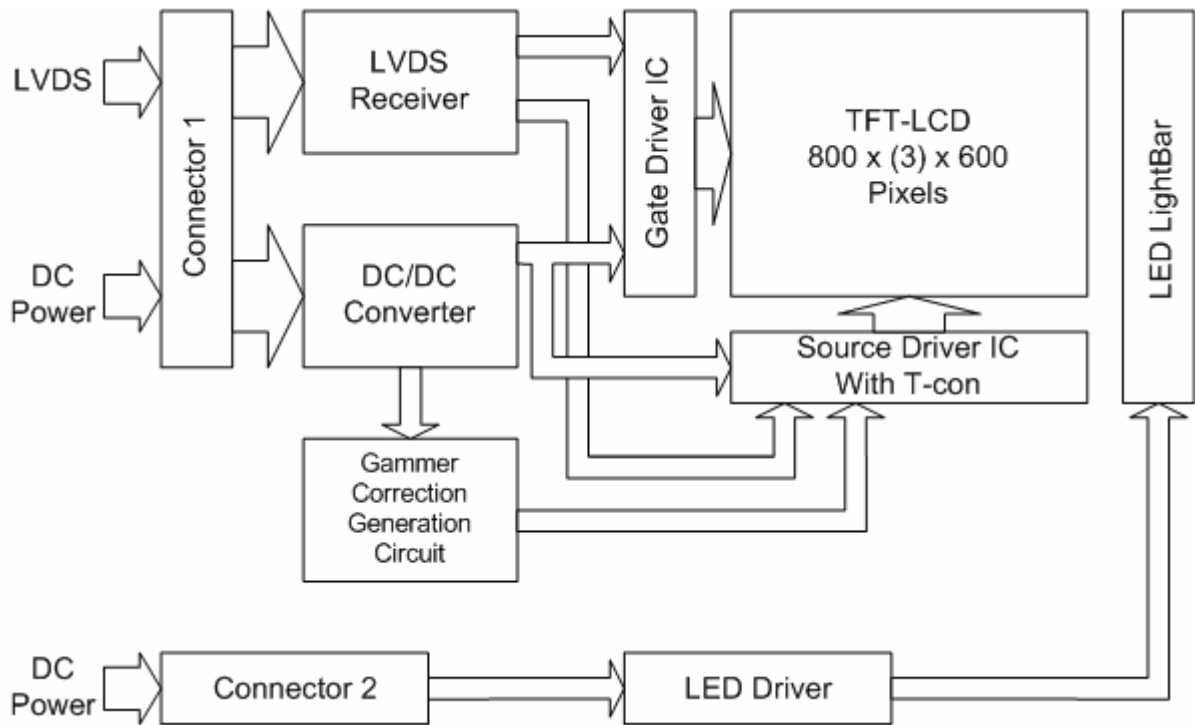 LVDS
Connector 1
LVDS
Receiver
Gate Driver IC
TFT-LCD
800 x (3) x 600
Pixels
LED LightBar
DC
Power
DC/DC
Converter
Source Driver IC
With T-con
Gammer
Correction
Generation
Circuit
DC
Power
Connector 2
LED Driver